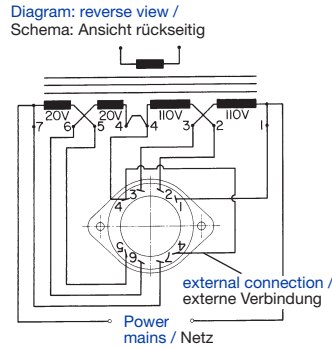 Diagram: reverse view /
Schema: Ansicht rückseitig
20V 20V 110V 110V
7 6 5 4 4 3 2 1
3 2
4 1
5 4
6 7
external connection /
externe Verbindung
Power
mains / Netz